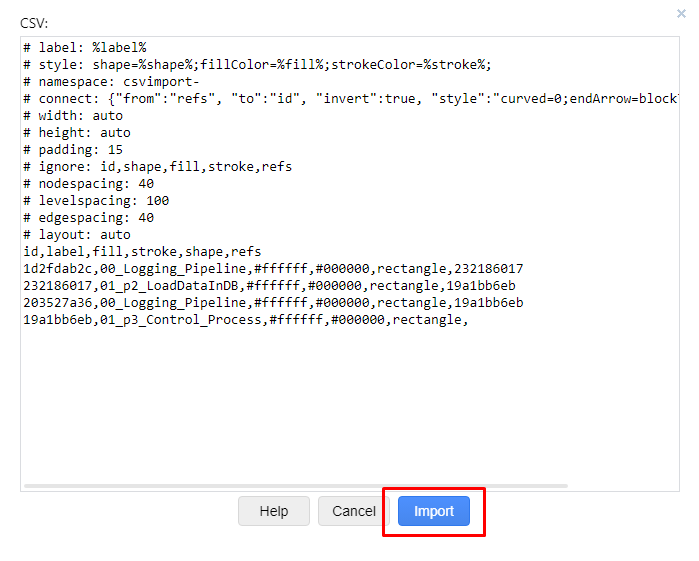 ×
CSV:
# label: %label%
# style: shape=%shape%;fillColor=%fill%;strokeColor=%stroke%;
# namespace: csvimport-
# connect: {"from":"refs", "to":"id", "invert":true, "style":"curved=0;endArrow=block
# width: auto
# height: auto
# padding: 15
# ignore: id,shape,fill,stroke,refs
# nodespacing: 40
# levelspacing: 100
# edgespacing: 40
# layout: auto
id,label,fill,stroke,shape,refs
1d2fdab2c,00_Logging_Pipeline,#ffffff,#000000,rectangle,232186017
232186017,01_p2_LoadDataInDB,#ffffff,#000000,rectangle,19a1bb6eb
203527a36,00_Logging_Pipeline,#ffffff,#000000,rectangle,19a1bb6eb
19a1bb6eb,01_p3_Control_Process,#ffffff,#000000,rectangle,
Help Cancel Import